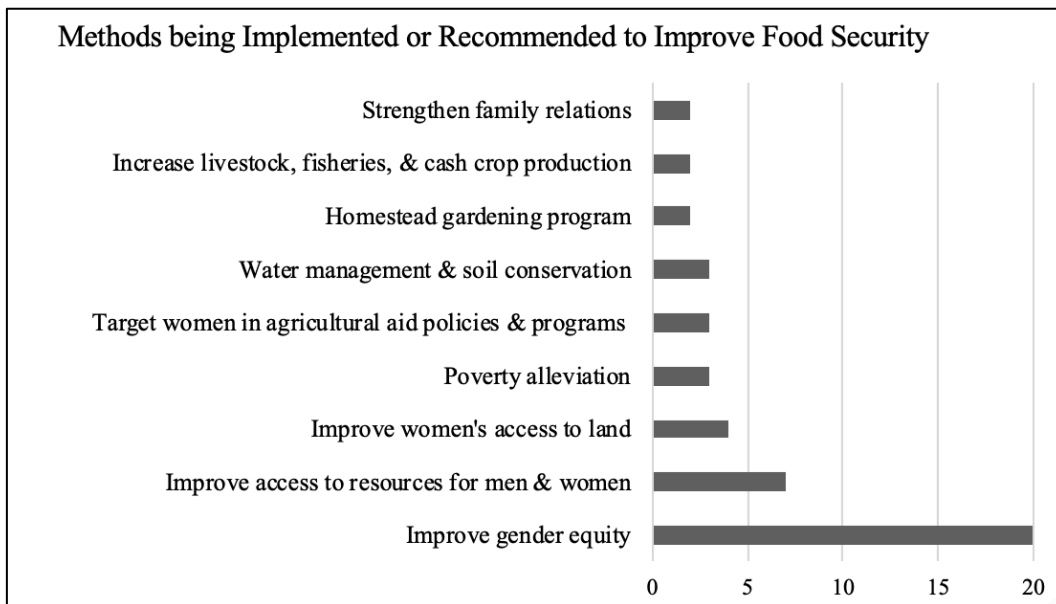 Methods being Implemented or Recommended to Improve Food Security
Strengthen family relations
Increase livestock, fisheries, & cash crop production
Homestead gardening program
Water management & soil conservation
Target women in agricultural aid policies & programs
Poverty alleviation
Improve women's access to land
Improve access to resources for men & women
Improve gender equity
0 5 10 15 20